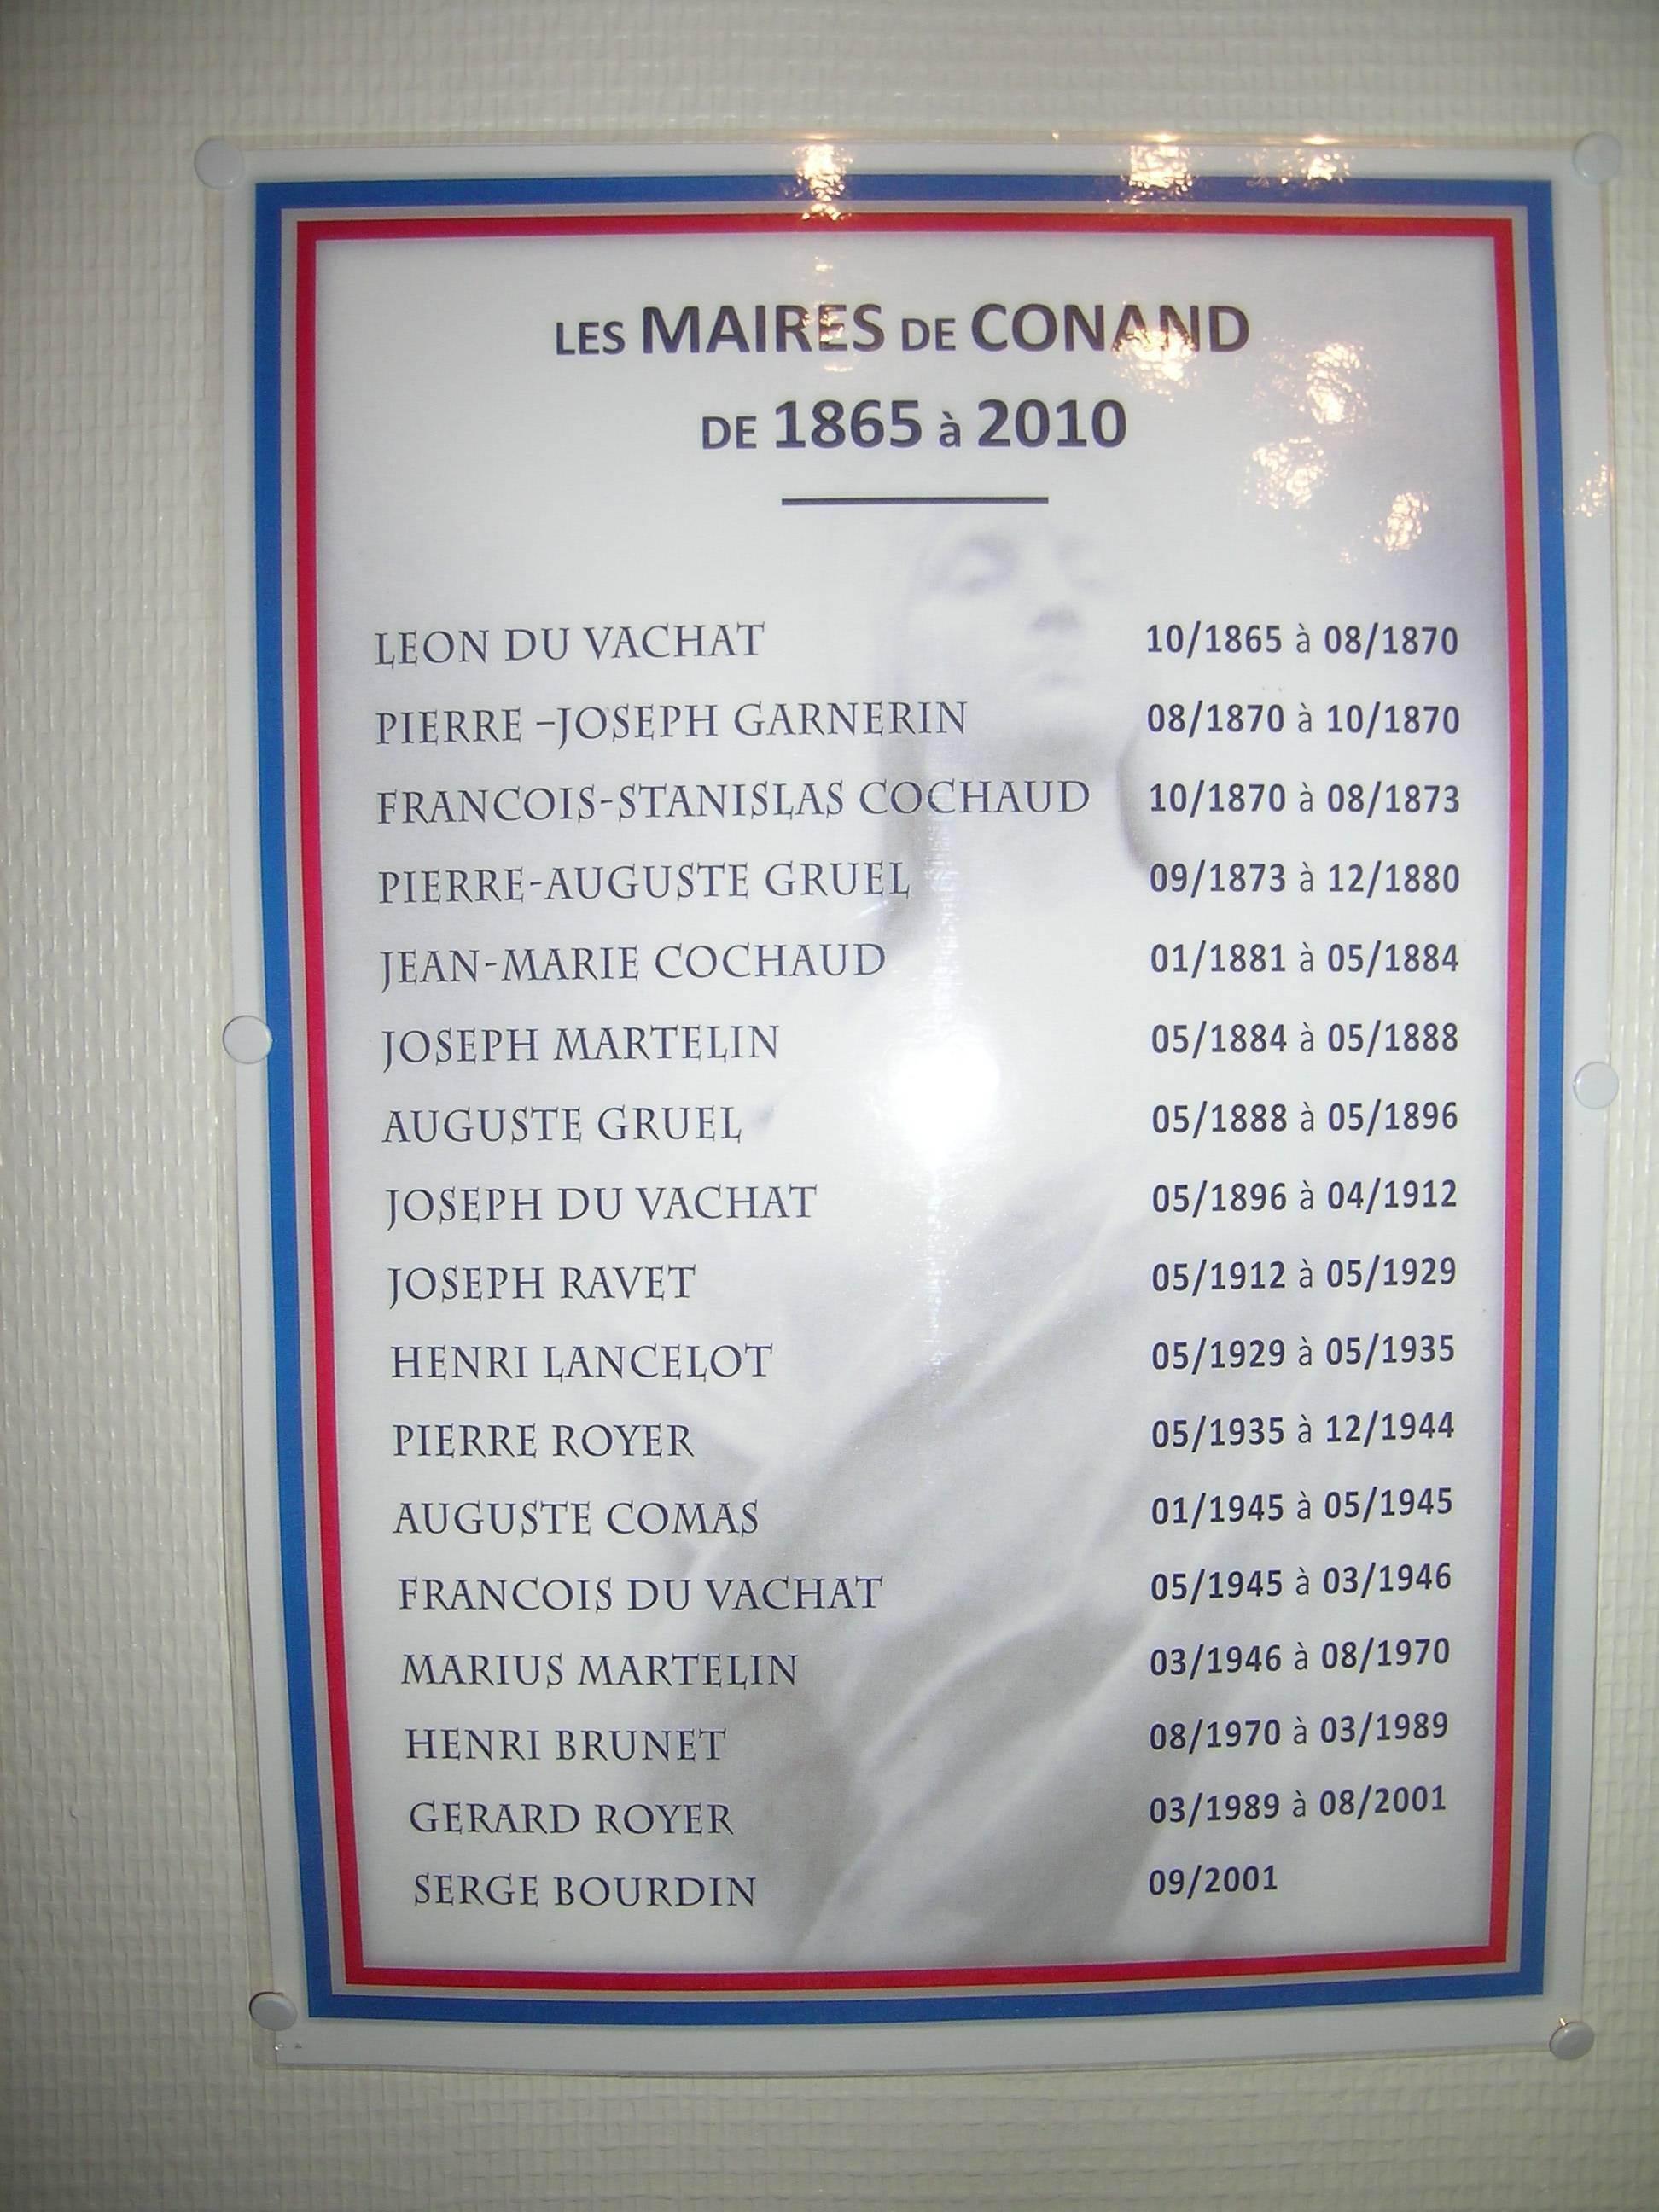 LES MAIRES DE CONAND
DE 1865 à 2010
LEON DU VACHAT 10/1865 à 08/1870
PIERRE –JOSEPH GARNERIN 08/1870 à 10/1870
FRANCOIS-STANISLAS COCHAUD 10/1870 à 08/1873
PIERRE-AUGUSTE GRUEL 09/1873 à 12/1880
JEAN-MARIE COCHAUD 01/1881 à 05/1884
JOSEPH MARTELIN 05/1884 à 05/1888
AUGUSTE GRUEL 05/1888 à 05/1896
JOSEPH DU VACHAT 05/1896 à 04/1912
JOSEPH RAVET 05/1912 à 05/1929
HENRI LANCELOT 05/1929 à 05/1935
PIERRE ROYER 05/1935 à 12/1944
AUGUSTE COMAS 01/1945 à 05/1945
FRANCOIS DU VACHAT 05/1945 à 03/1946
MARIUS MARTELIN 03/1946 à 08/1970
HENRI BRUNET 08/1970 à 03/1989
GERARD ROYER 03/1989 à 08/2001
SERGE BOURDIN 09/2001